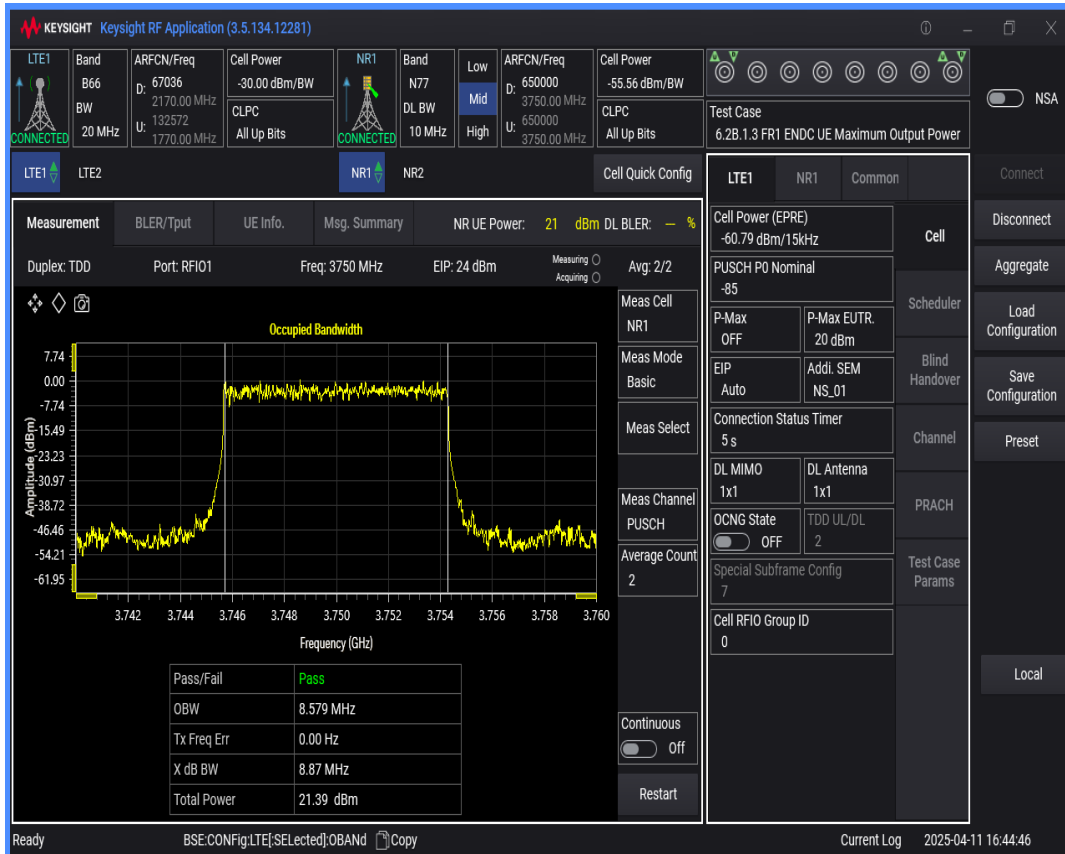 KEYSIGHT Keysight RF Application (3.5.134.12281)
LTE1
CONNECTED
Band
B66
BW
20 MHz
ARFCN/Freq
D: 67036
2170.00 MHz
U: 132572
1770.00 MHz
Cell Power
-30.00 dBm/BW
CLPC
All Up Bits
NR1
CONNECTED
Band
N77
DL BW
10 MHz
Low
Mid
High
ARFCN/Freq
D: 650000
3750.00 MHz
U: 650000
3750.00 MHz
Cell Power
-55.56 dBm/BW
CLPC
All Up Bits
Test Case
6.2B.1.3 FR1 ENDC UE Maximum Output Power
NSA
LTE1 LTE2 NR1 NR2 Cell Quick Config
Measurement BLER/Tput UE Info. Msg. Summary NR UE Power: 21 dBm DL BLER: — %
Duplex: TDD Port: RFIO1 Freq: 3750 MHz EIP: 24 dBm Measuring Acquiring Avg: 2/2
Occupied Bandwidth
Amplitude (dBm)
7.74
0.00
-7.74
-15.49
-23.23
-30.97
-38.72
-46.46
-54.21
-61.95
3.742 3.744 3.746 3.748 3.750 3.752 3.754 3.756 3.758 3.760
Frequency (GHz)
Pass/Fail Pass
OBW 8.579 MHz
Tx Freq Err 0.00 Hz
X dB BW 8.87 MHz
Total Power 21.39 dBm
Meas Cell
NR1
Meas Mode
Basic
Meas Select
Meas Channel
PUSCH
Average Count
2
Continuous
Off
Restart
LTE1 NR1 Common
Cell Power (EPRE)
-60.79 dBm/15kHz
PUSCH P0 Nominal
-85
P-Max
OFF
P-Max EUTR.
20 dBm
EIP
Auto
Addi. SEM
NS_01
Connection Status Timer
5 s
DL MIMO
1x1
DL Antenna
1x1
OCNG State
OFF
TDD UL/DL
2
Special Subframe Config
7
Cell RFIO Group ID
0
Cell
Scheduler
Blind
Handover
Channel
PRACH
Test Case
Params
Connect
Disconnect
Aggregate
Load
Configuration
Save
Configuration
Preset
Local
Ready BSE:CONFig:LTE[:SELected]:OBANd Copy Current Log 2025-04-11 16:44:46